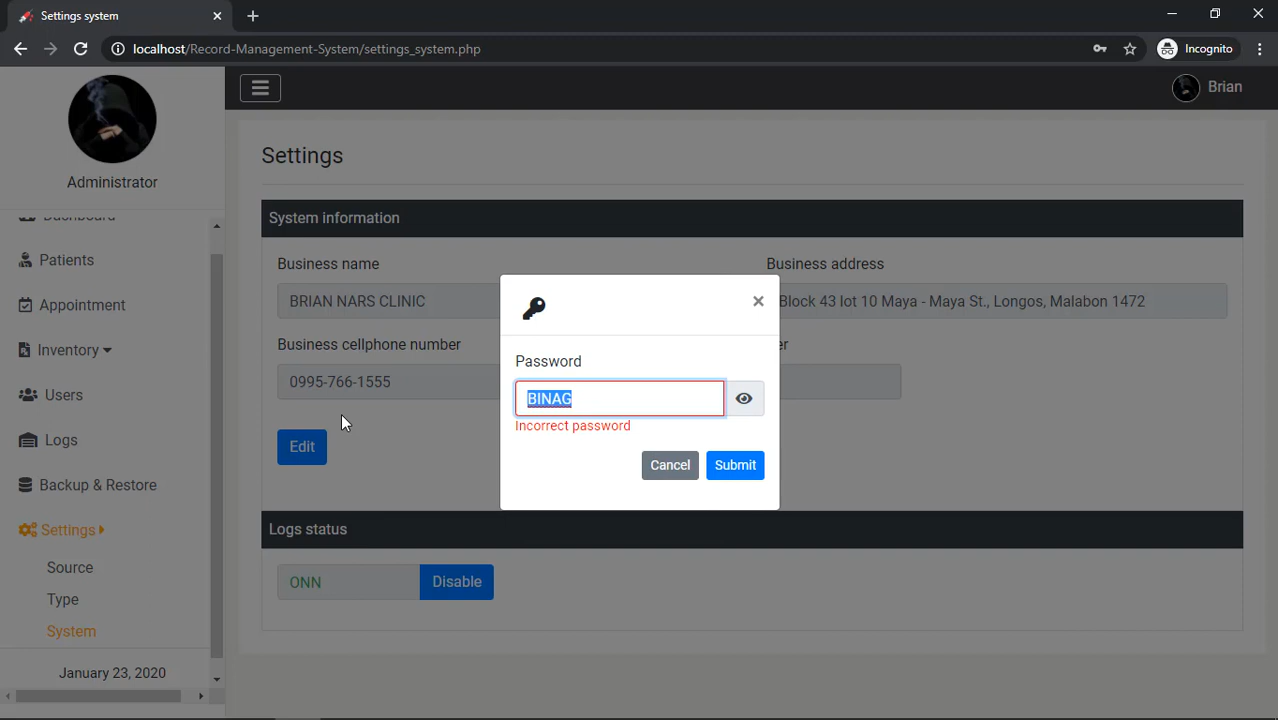 Settings system
localhost/Record-Management-System/settings_system.php
Incognito
Administrator
Dashboard
Patients
Appointment
Inventory
Users
Logs
Backup & Restore
Settings
Source
Type
System
January 23, 2020
Brian
Settings
System information
Business name
Business address
BRIAN NARS CLINIC
Block 43 lot 10 Maya - Maya St., Longos, Malabon 1472
Business cellphone number
0995-766-1555
Edit
Password
BINAG
Incorrect password
Cancel
Submit
Logs status
ONN
Disable